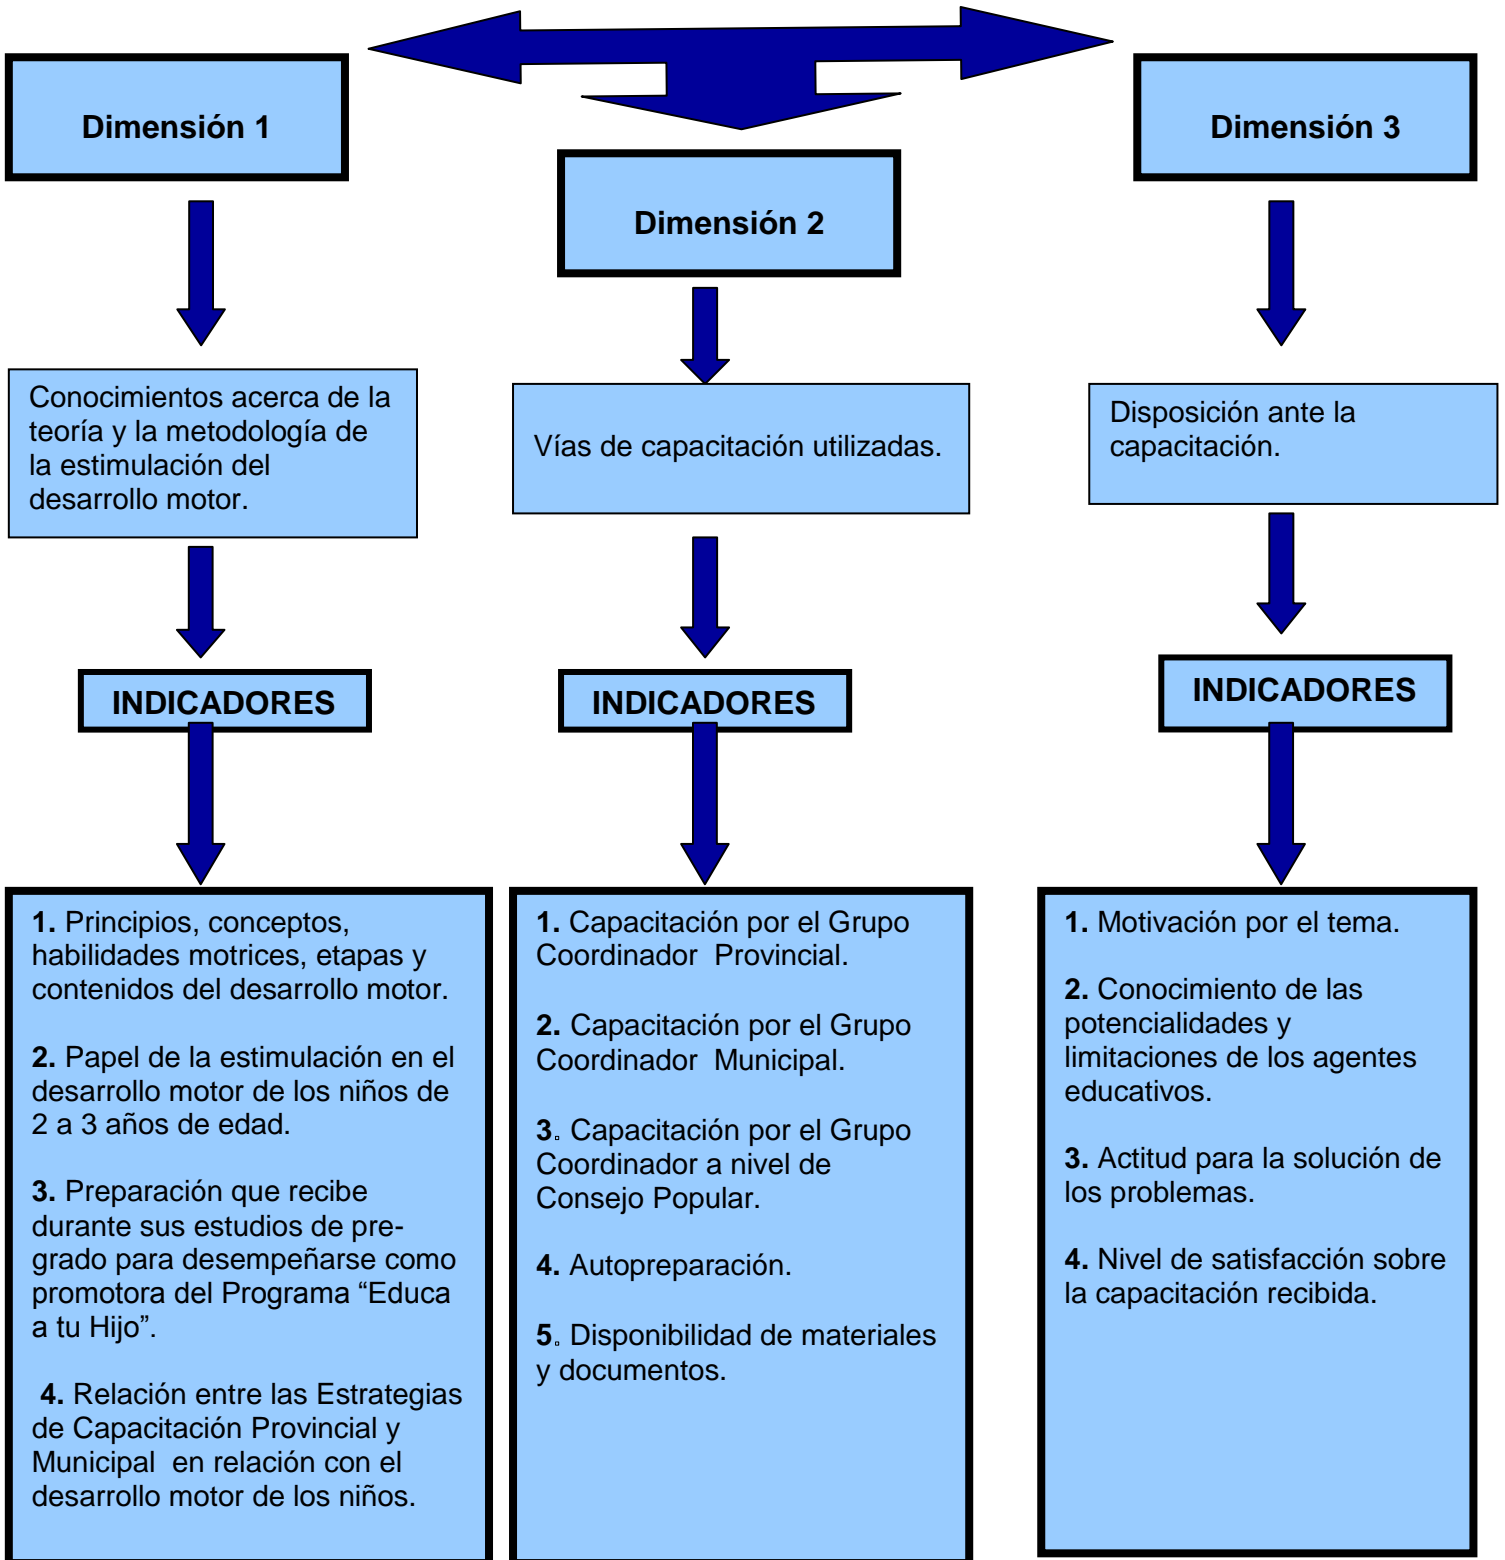 Dimensión 1
Dimensión 2
Dimensión 3
Conocimientos acerca de la
teoría y la metodología de
la estimulación del
desarrollo motor.
Vías de capacitación utilizadas.
Disposición ante la
capacitación.
INDICADORES
INDICADORES
INDICADORES
1. Principios, conceptos,
habilidades motrices, etapas y
contenidos del desarrollo motor.
2. Papel de la estimulación en el
desarrollo motor de los niños de
2 a 3 años de edad.
3. Preparación que recibe
durante sus estudios de pre-
grado para desempeñarse como
promotora del Programa “Educa
a tu Hijo”.
4. Relación entre las Estrategias
de Capacitación Provincial y
Municipal en relación con el
desarrollo motor de los niños.
1. Capacitación por el Grupo
Coordinador Provincial.
2. Capacitación por el Grupo
Coordinador Municipal.
3. Capacitación por el Grupo
Coordinador a nivel de
Consejo Popular.
4. Autopreparación.
5. Disponibilidad de materiales
y documentos.
1. Motivación por el tema.
2. Conocimiento de las
potencialidades y
limitaciones de los agentes
educativos.
3. Actitud para la solución de
los problemas.
4. Nivel de satisfacción sobre
la capacitación recibida.